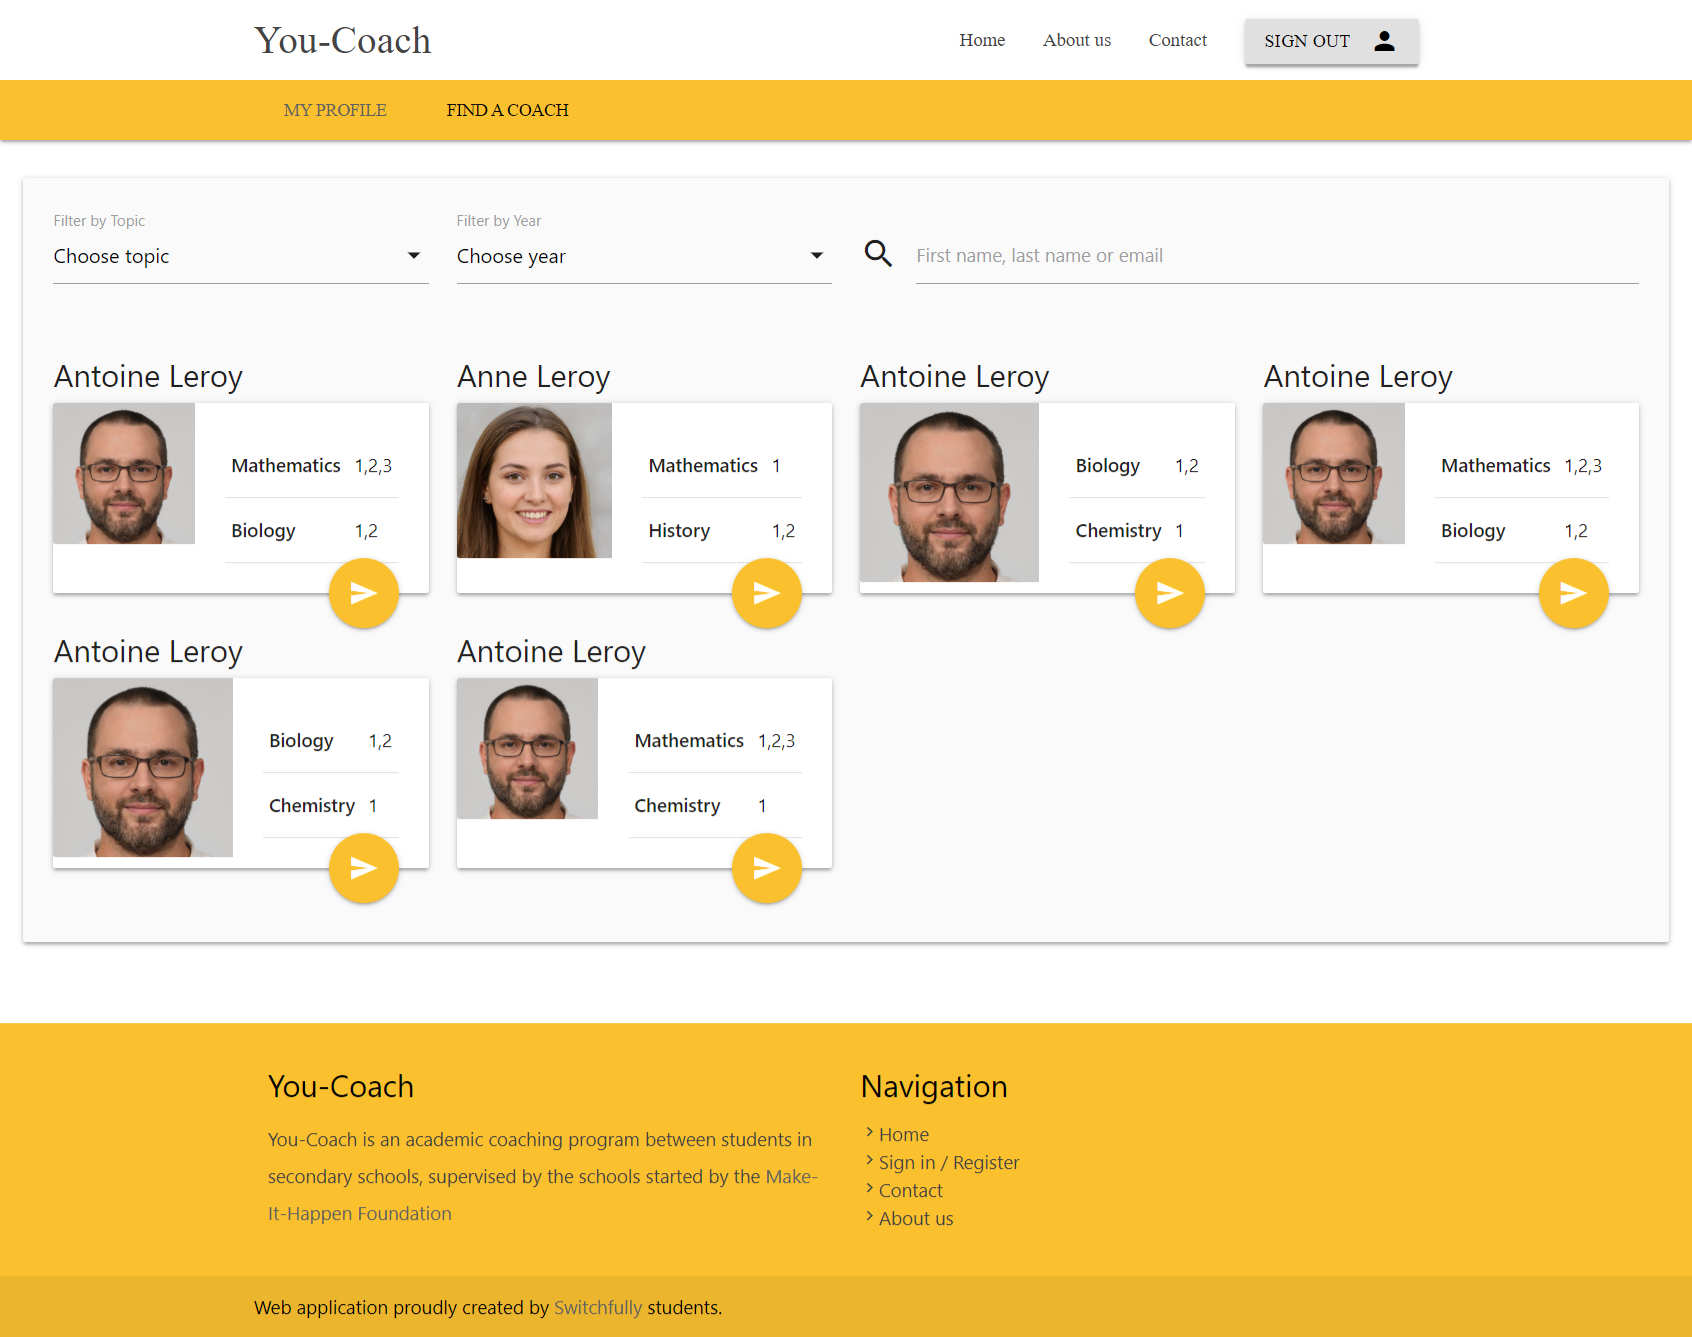 You-Coach
Home About us Contact SIGN OUT
MY PROFILE FIND A COACH
Filter by Topic Filter by Year
Choose topic Choose year First name, last name or email
Antoine Leroy Anne Leroy Antoine Leroy Antoine Leroy
Mathematics 1,2,3 Mathematics 1 Biology 1,2 Mathematics 1,2,3
Biology 1,2 History 1,2 Chemistry 1 Biology 1,2
Antoine Leroy Antoine Leroy
Biology 1,2 Mathematics 1,2,3
Chemistry 1 Chemistry 1
You-Coach
You-Coach is an academic coaching program between students in
secondary schools, supervised by the schools started by the Make-
It-Happen Foundation
Navigation
Home
Sign in / Register
Contact
About us
Web application proudly created by Switchfully students.